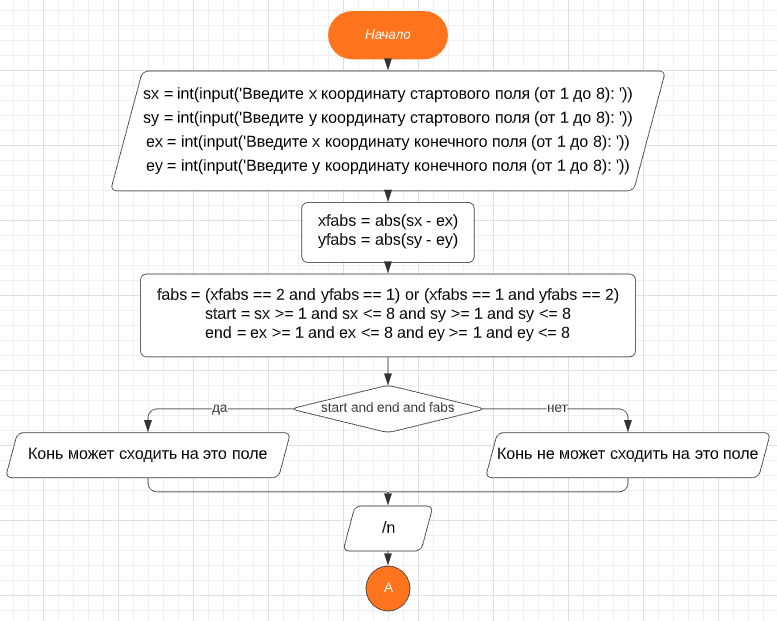 Начало
sx = int(input('Введите x координату стартового поля (от 1 до 8): '))
sy = int(input('Введите y координату стартового поля (от 1 до 8): '))
ex = int(input('Введите x координату конечного поля (от 1 до 8): '))
ey = int(input('Введите y координату конечного поля (от 1 до 8): '))
xfabs = abs(sx - ex)
yfabs = abs(sy - ey)
fabs = (xfabs == 2 and yfabs == 1) or (xfabs == 1 and yfabs == 2)
start = sx >= 1 and sx <= 8 and sy >= 1 and sy <= 8
end = ex >= 1 and ex <= 8 and ey >= 1 and ey <= 8
start and end and fabs
да
нет
Конь может сходить на это поле
Конь не может сходить на это поле
/n
A